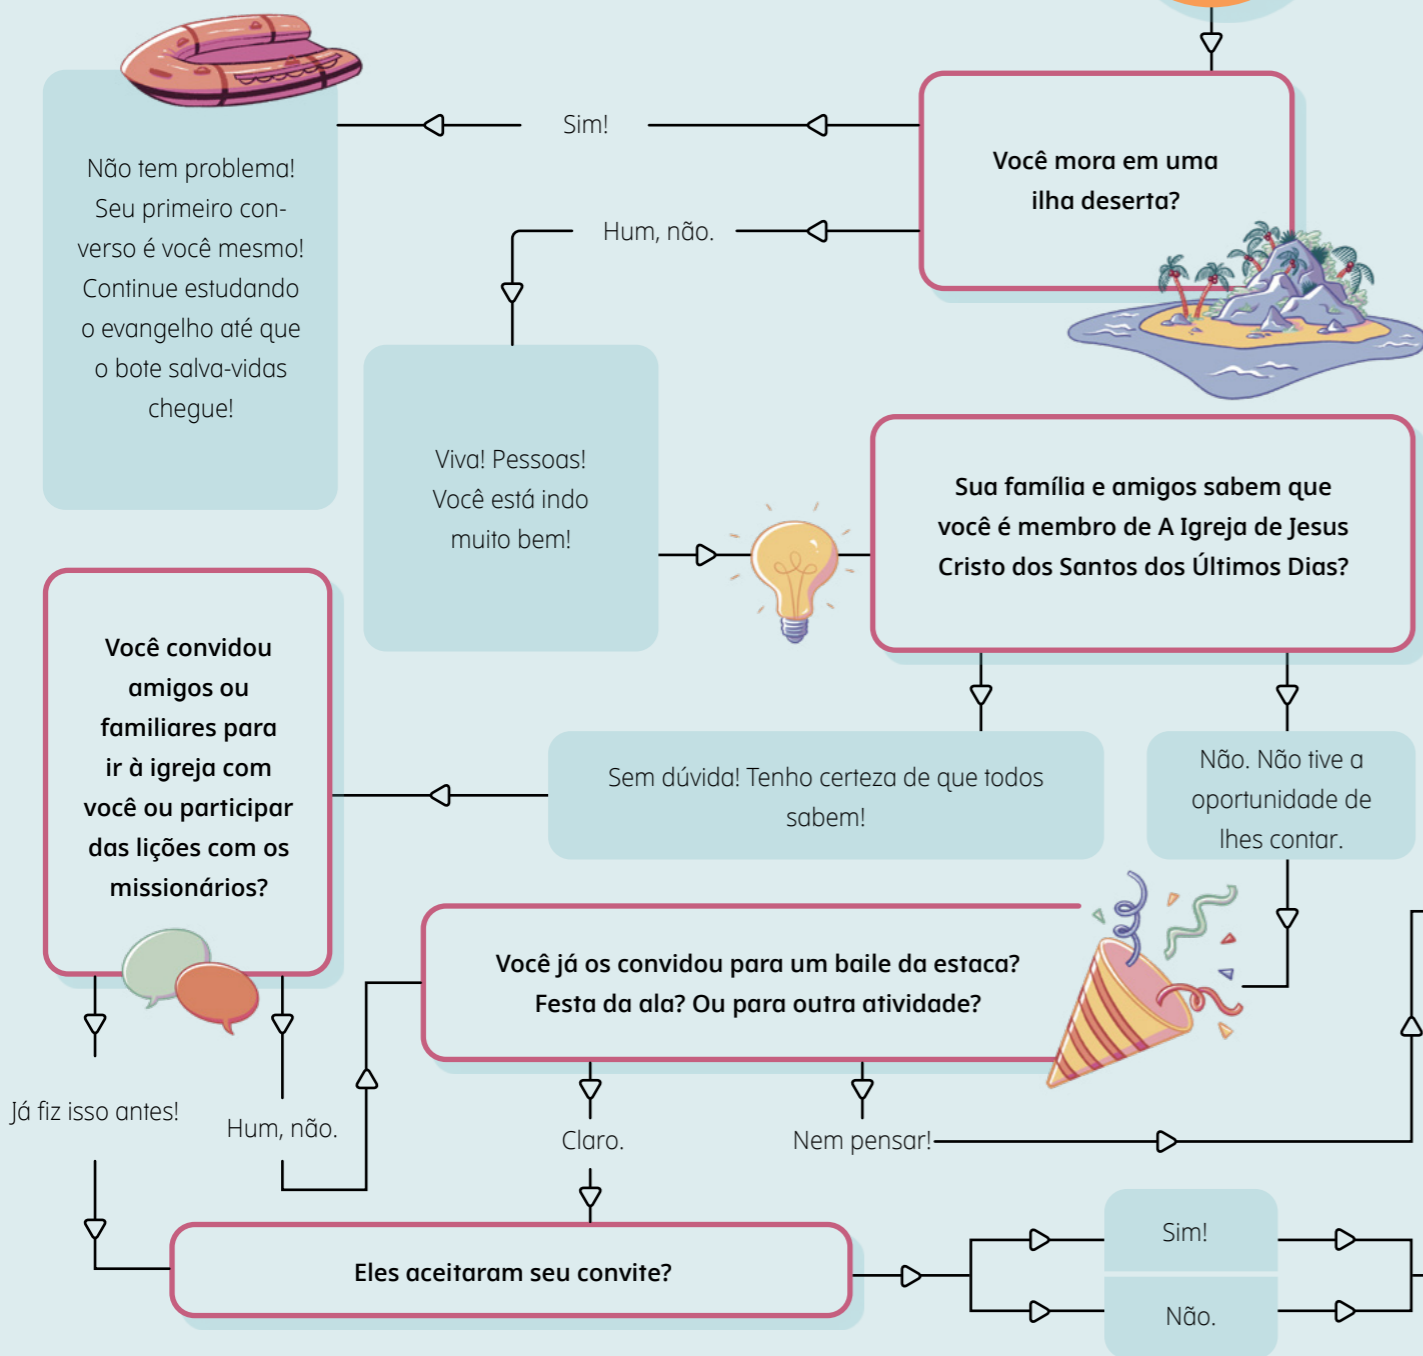 Você mora em uma
ilha deserta?
Sim!
Não tem problema!
Seu primeiro con-
verso é você mesmo!
Continue estudando
o evangelho até que
o bote salva-vidas
chegue!
Hum, não.
Viva! Pessoas!
Você está indo
muito bem!
Sua família e amigos sabem que
você é membro de A Igreja de Jesus
Cristo dos Santos dos Últimos Dias?
Sem dúvida! Tenho certeza de que todos
sabem!
Não. Não tive a
oportunidade de
lhes contar.
Você convidou
amigos ou
familiares para
ir à igreja com
você ou participar
das lições com os
missionários?
Já fiz isso antes!
Hum, não.
Você já os convidou para um baile da estaca?
Festa da ala? Ou para outra atividade?
Claro.
Nem pensar!
Eles aceitaram seu convite?
Sim!
Não.